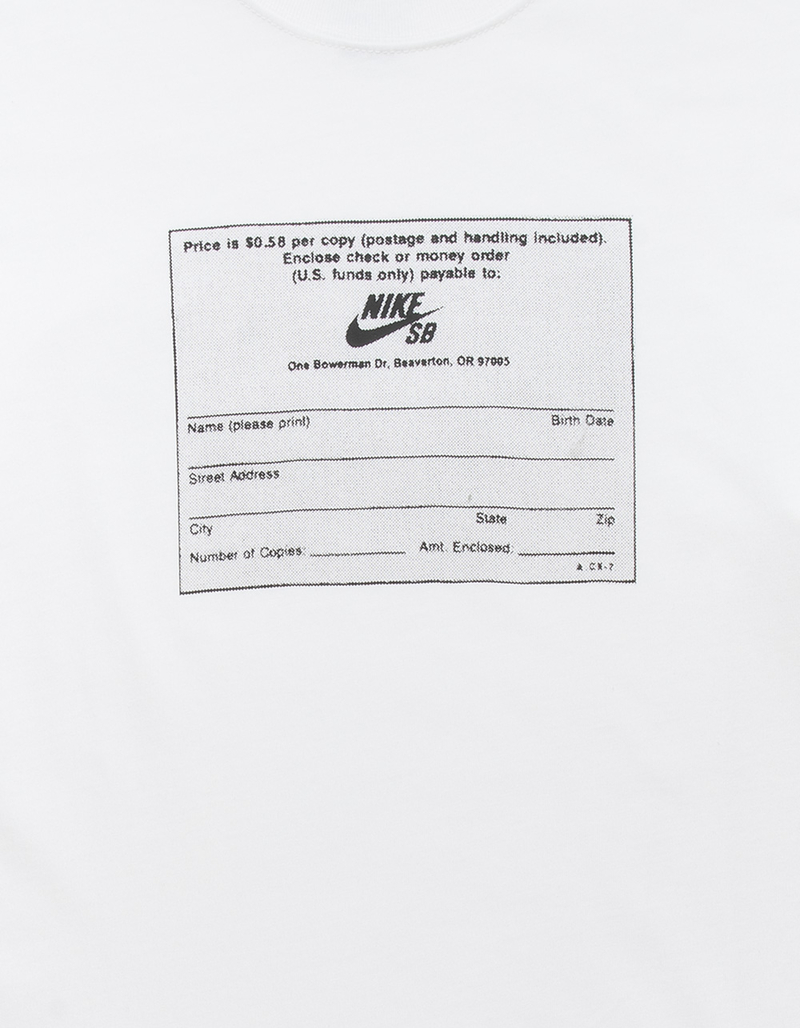 Price is $0.58 per copy (postage and handling included).
Enclose check or money order
(U.S. funds only) payable to:
NIKE
SB
One Bowerman Dr, Beaverton, OR 97005
Name (please print) Birth Date
Street Address
City State Zip
Number of Copies: Amt. Enclosed: